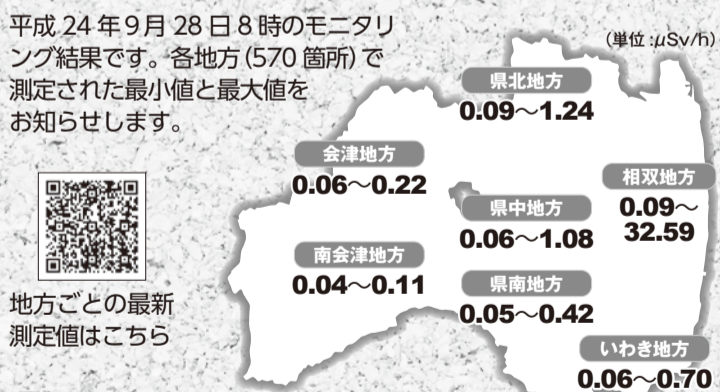 平成24年9月28日8時のモニタリ
ング結果です。各地方(570箇所)で
測定された最小値と最大値を
お知らせします。
(単位:μSv/h)
県北地方
0.09～1.24
会津地方
0.06～0.22
相双地方
0.09～
32.59
県中地方
0.06～1.08
南会津地方
0.04～0.11
県南地方
0.05～0.42
地方ごとの最新
測定値はこちら
いわき地方
0.06～0.70